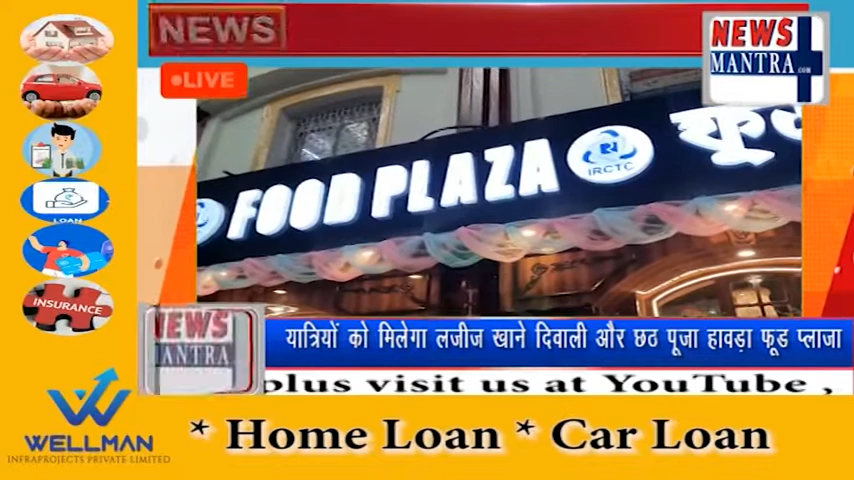 NEWS
NEWS
MANTRA.com
LIVE
FOOD PLAZA
IRCTC
फूड
LOAN
INSURANCE
NEWS
MANTRA
यात्रियों को मिलेगा लजीज खाने दिवाली और छठ पूजा हावड़ा फूड प्लाजा
plus visit us at YouTube ,
WELLMAN
INFRAPROJECTS PRIVATE LIMITED
* Home Loan * Car Loan